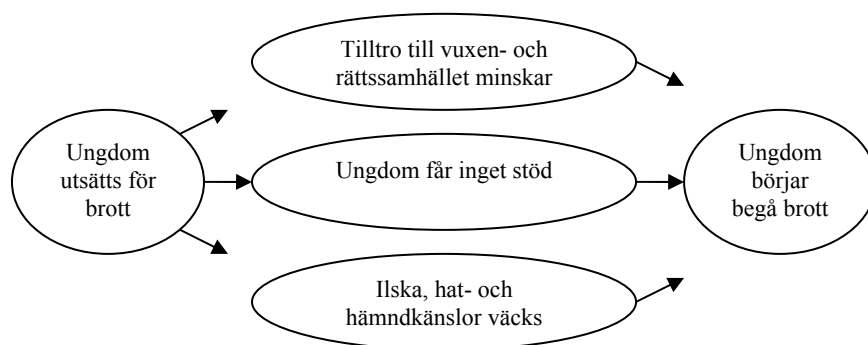 Tilltro till vuxen- och
rättssamhället minskar
Ungdom
utsätts för
brott
Ungdom får inget stöd
Ungdom
börjar
begå brott
Ilska, hat- och
hämndkänslor väcks